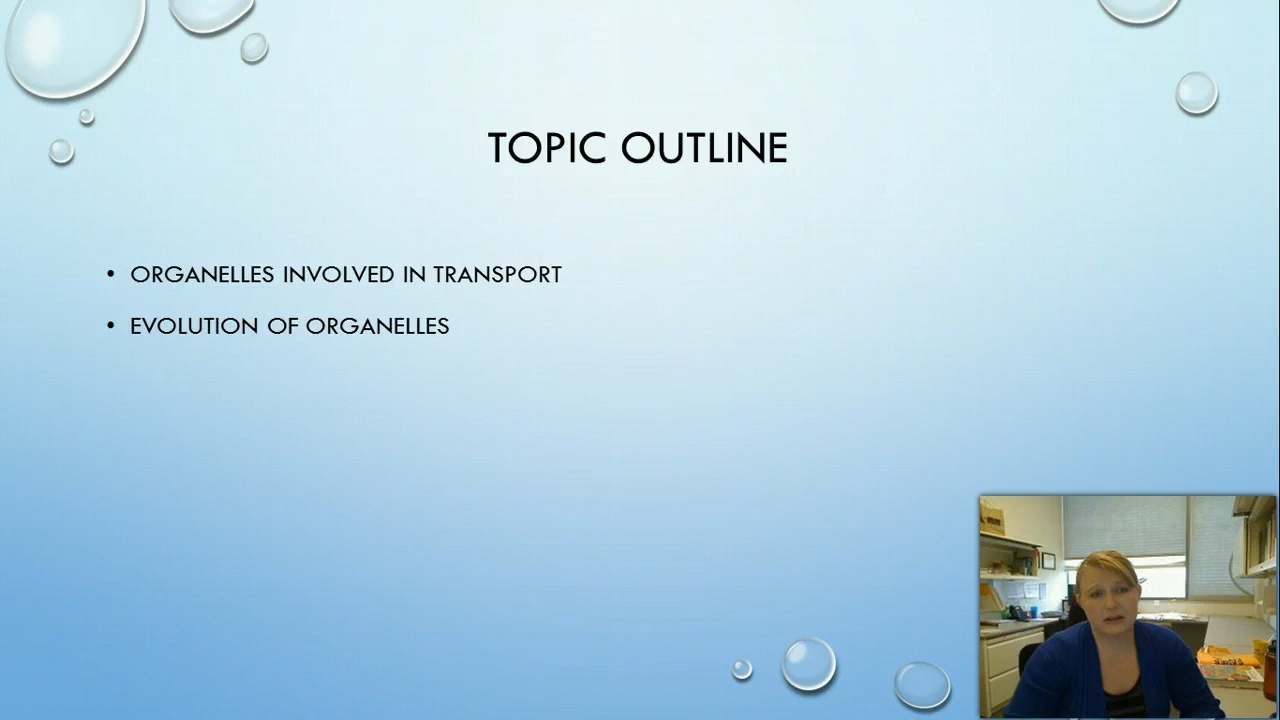 TOPIC OUTLINE
• ORGANELLES INVOLVED IN TRANSPORT
• EVOLUTION OF ORGANELLES